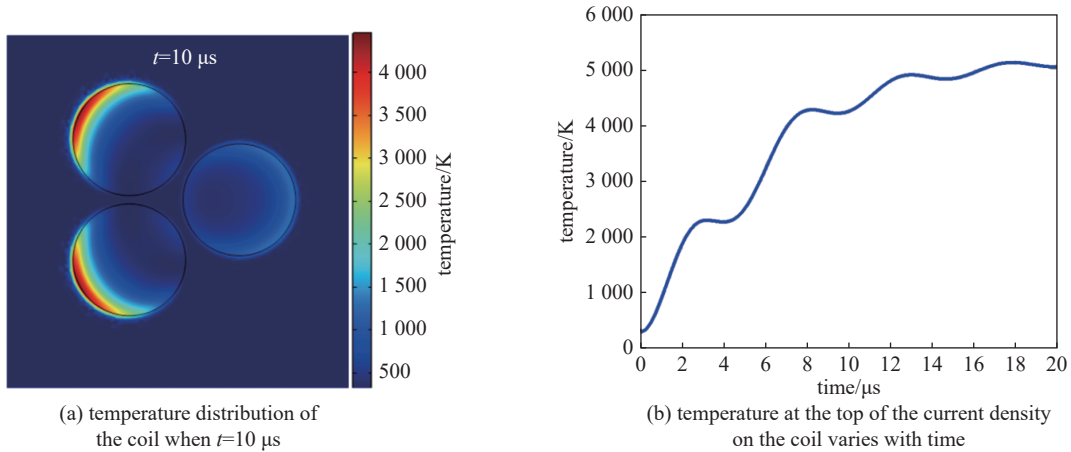 t=10 μs
4 000
3 500
3 000
2 500
2 000
1 500
1 000
500
temperature/K
(a) temperature distribution of
the coil when t=10 μs
6 000
5 000
4 000
3 000
2 000
1 000
0
temperature/K
0 2 4 6 8 10 12 14 16 18 20
time/μs
(b) temperature at the top of the current density
on the coil varies with time